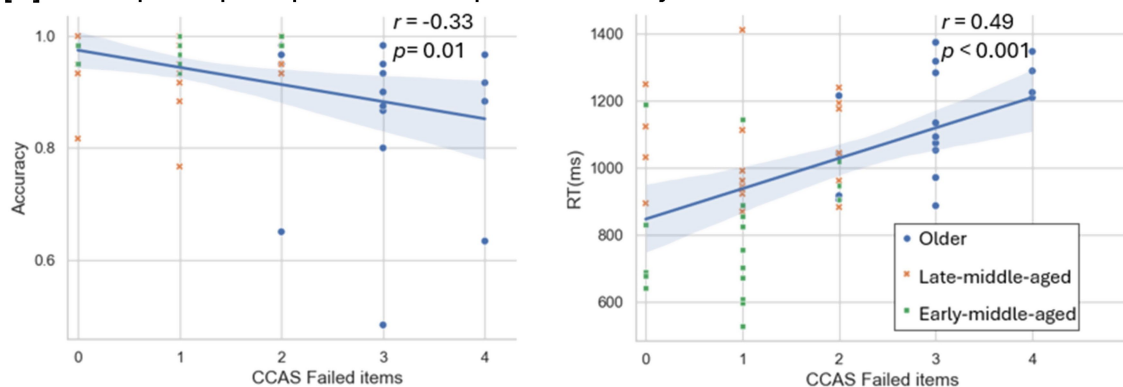 r = -0.33
p= 0.01
1.0
0.8
0.6
Accuracy
0 1 2 3 4
CCAS Failed items
r = 0.49
p < 0.001
1400
1200
1000
800
600
RT(ms)
Older
Late-middle-aged
Early-middle-aged
0 1 2 3 4
CCAS Failed items